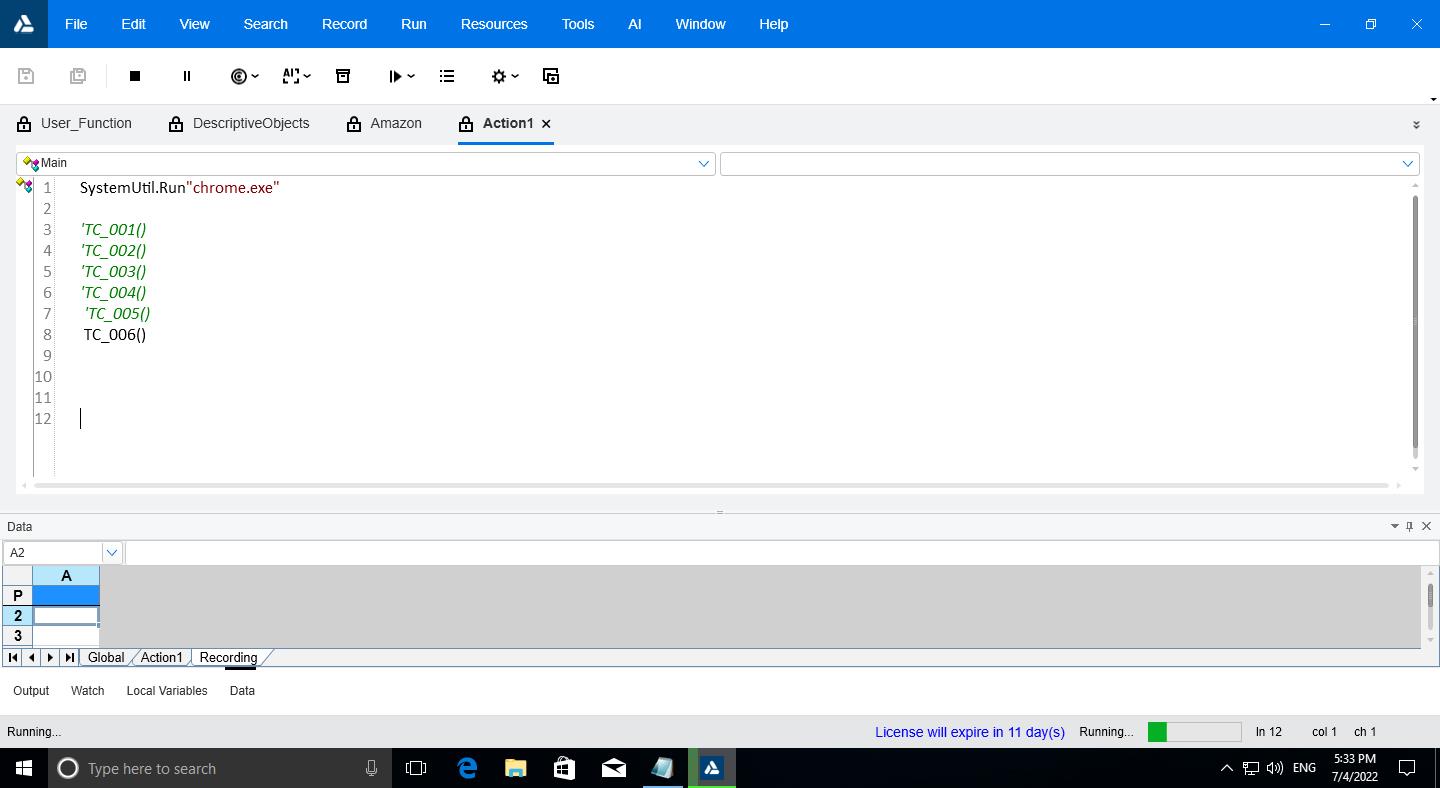 File Edit View Search Record Run Resources Tools AI Window Help
AI
User_Function DescriptiveObjects Amazon Action1
Main
1 SystemUtil.Run"chrome.exe"
2
3 'TC_001()
4 'TC_002()
5 'TC_003()
6 'TC_004()
7 'TC_005()
8 TC_006()
9
10
11
12
Data
A2
A
P
2
3
Global Action1 Recording
Output Watch Local Variables Data
Running... License will expire in 11 day(s) Running... ln 12 col 1 ch 1
Type here to search ENG 5:33 PM
7/4/2022